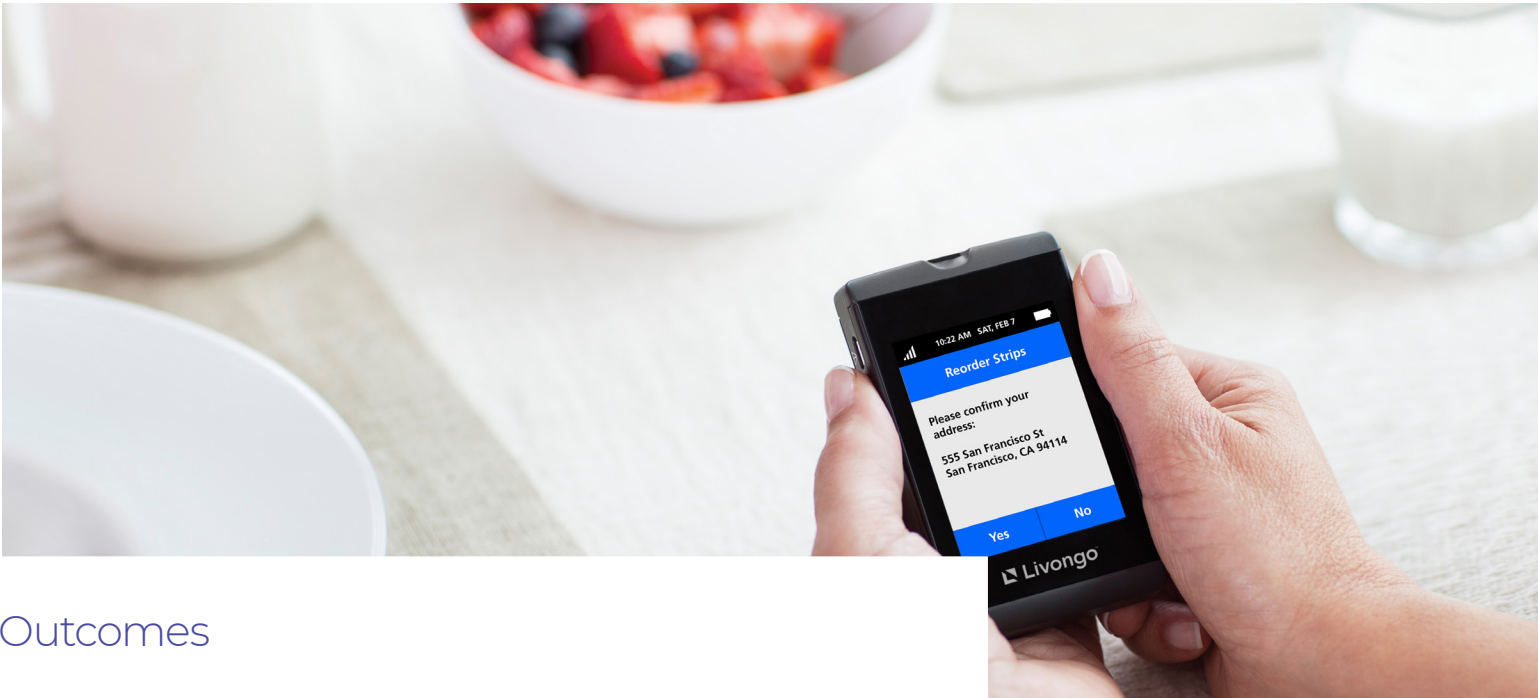 10:22 AM SAT, FEB 7
Reorder Strips
Please confirm your
address:
555 San Francisco St
San Francisco, CA 94114
Yes
No
Livongo
Outcomes